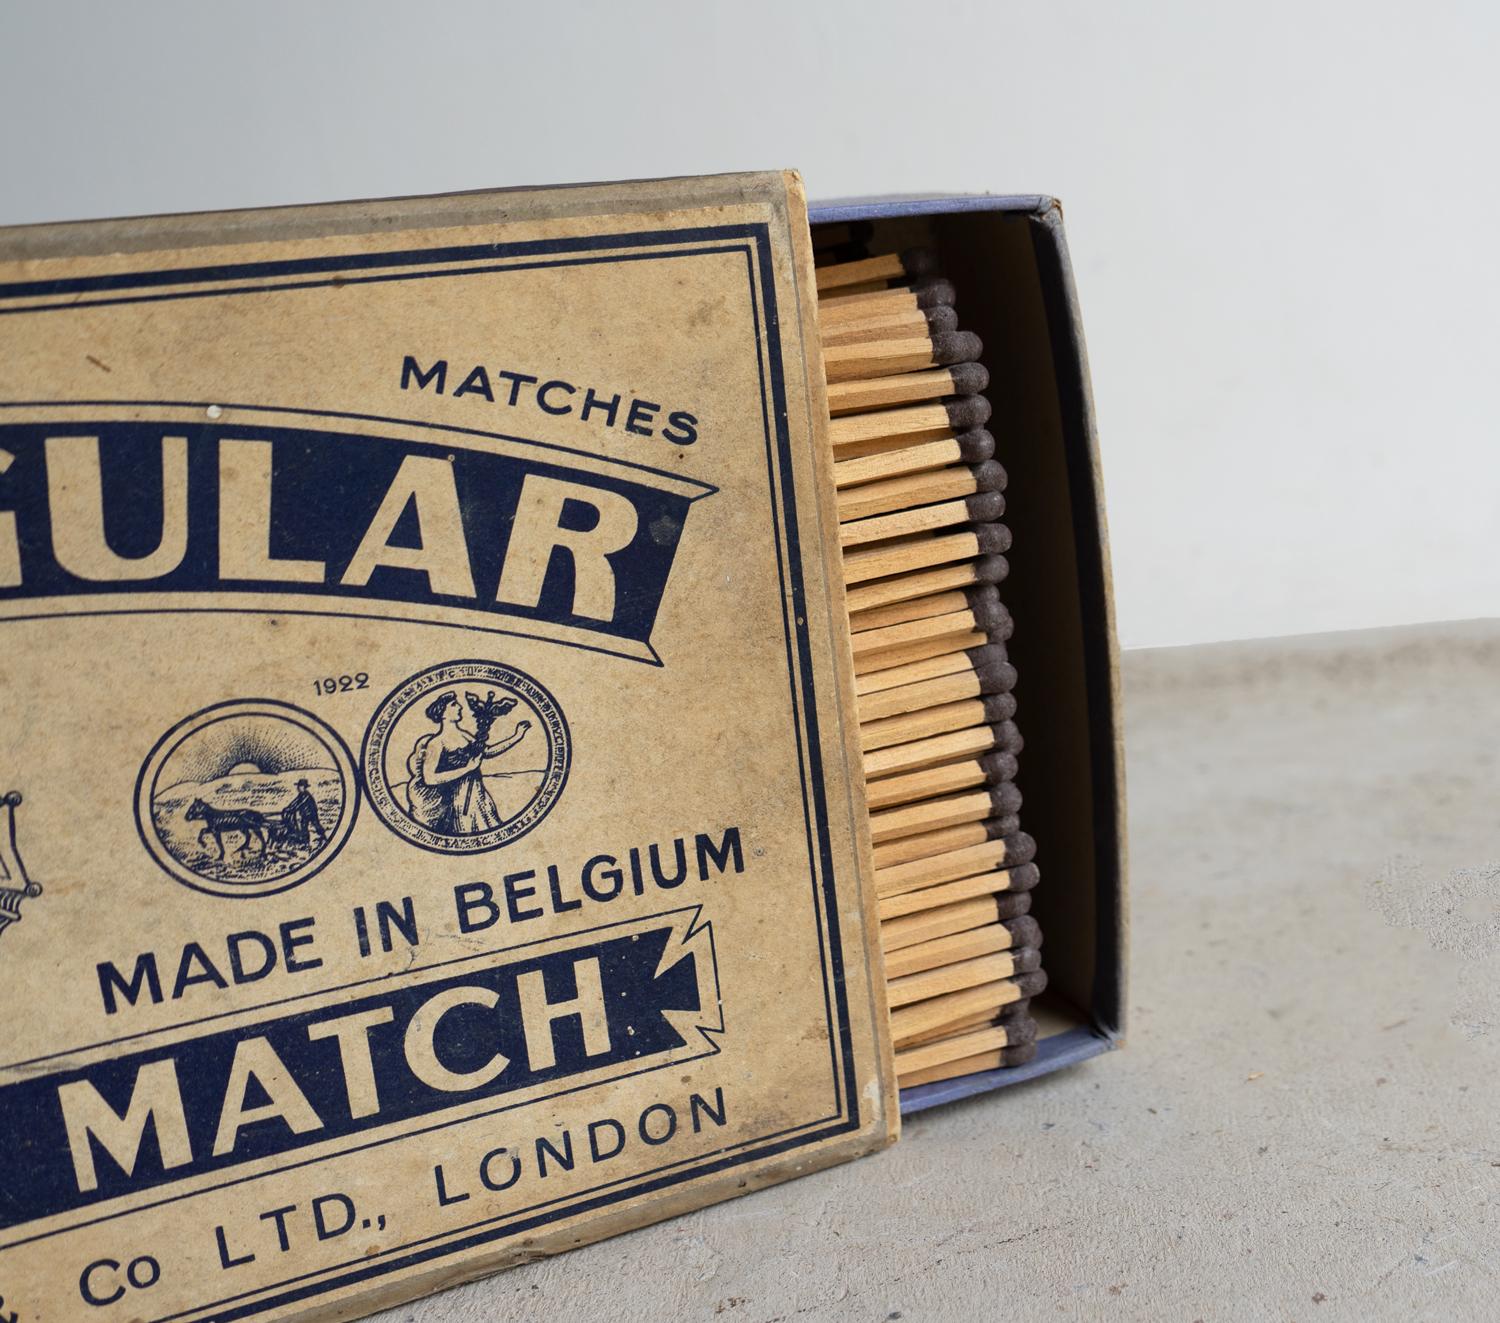 MATCHES
GULAR
1922
MADE IN BELGIUM
MATCH
& Co LTD., LONDON